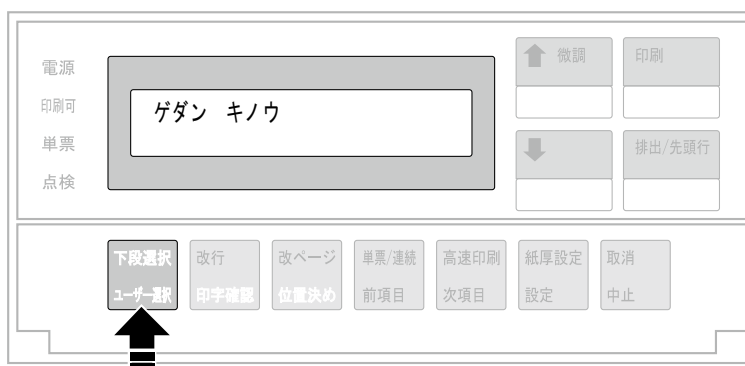 電源
印刷可
単票
点検
ゲダン キノウ
微調
印刷
排出/先頭行
下段選択
ユーザー選択
改行
印字確認
改ページ
位置決め
単票/連続
前項目
高速印刷
次項目
紙厚設定
設定
取消
中止